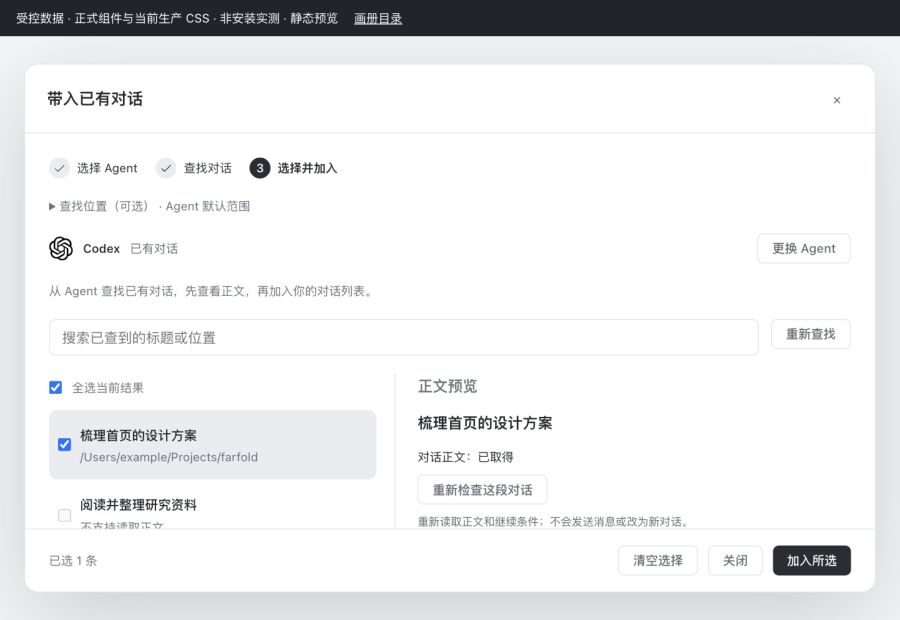 受控数据 · 正式组件与当前生产 CSS · 非安装实测 · 静态预览 画册目录
带入已有对话
×
选择 Agent 查找对话 3 选择并加入
▶ 查找位置（可选） · Agent 默认范围
Codex 已有对话
更换 Agent
从 Agent 查找已有对话，先查看正文，再加入你的对话列表。
搜索已查到的标题或位置
重新查找
全选当前结果
梳理首页的设计方案
/Users/example/Projects/farfold
阅读并整理研究资料
不支持读取正文
正文预览
梳理首页的设计方案
对话正文：已取得
重新检查这段对话
重新读取正文和继续条件；不会发送消息或改为新对话。
已选 1 条
清空选择
关闭
加入所选